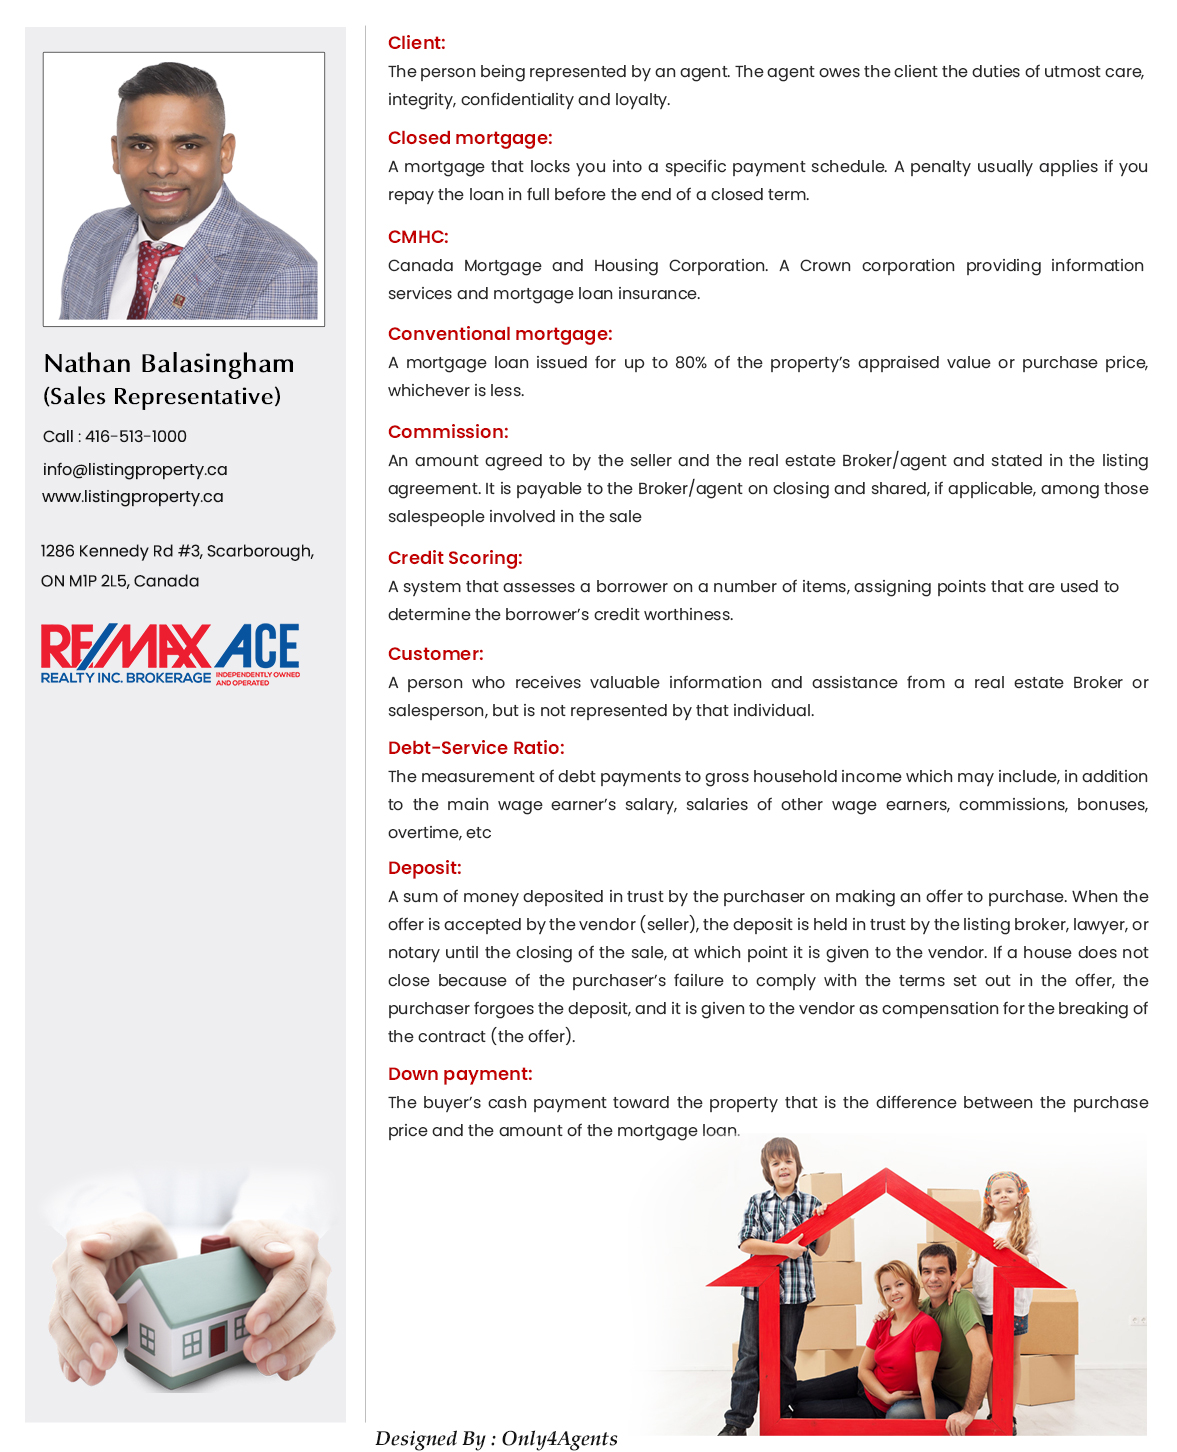 Nathan Balasingham
(Sales Representative)
Call : 416-513-1000
info@listingproperty.ca
www.listingproperty.ca
1286 Kennedy Rd #3, Scarborough,
ON M1P 2L5, Canada
RE/MAX ACE
REALTY INC. BROKERAGE
INDEPENDENTLY OWNED
AND OPERATED
Client:
The person being represented by an agent. The agent owes the client the duties of utmost care,
integrity, confidentiality and loyalty.
Closed mortgage:
A mortgage that locks you into a specific payment schedule. A penalty usually applies if you
repay the loan in full before the end of a closed term.
CMHC:
Canada Mortgage and Housing Corporation. A Crown corporation providing information
services and mortgage loan insurance.
Conventional mortgage:
A mortgage loan issued for up to 80% of the property’s appraised value or purchase price,
whichever is less.
Commission:
An amount agreed to by the seller and the real estate Broker/agent and stated in the listing
agreement. It is payable to the Broker/agent on closing and shared, if applicable, among those
salespeople involved in the sale
Credit Scoring:
A system that assesses a borrower on a number of items, assigning points that are used to
determine the borrower’s credit worthiness.
Customer:
A person who receives valuable information and assistance from a real estate Broker or
salesperson, but is not represented by that individual.
Debt-Service Ratio:
The measurement of debt payments to gross household income which may include, in addition
to the main wage earner’s salary, salaries of other wage earners, commissions, bonuses,
overtime, etc
Deposit:
A sum of money deposited in trust by the purchaser on making an offer to purchase. When the
offer is accepted by the vendor (seller), the deposit is held in trust by the listing broker, lawyer, or
notary until the closing of the sale, at which point it is given to the vendor. If a house does not
close because of the purchaser’s failure to comply with the terms set out in the offer, the
purchaser forgoes the deposit, and it is given to the vendor as compensation for the breaking of
the contract (the offer).
Down payment:
The buyer’s cash payment toward the property that is the difference between the purchase
price and the amount of the mortgage loan.
Designed By : Only4Agents